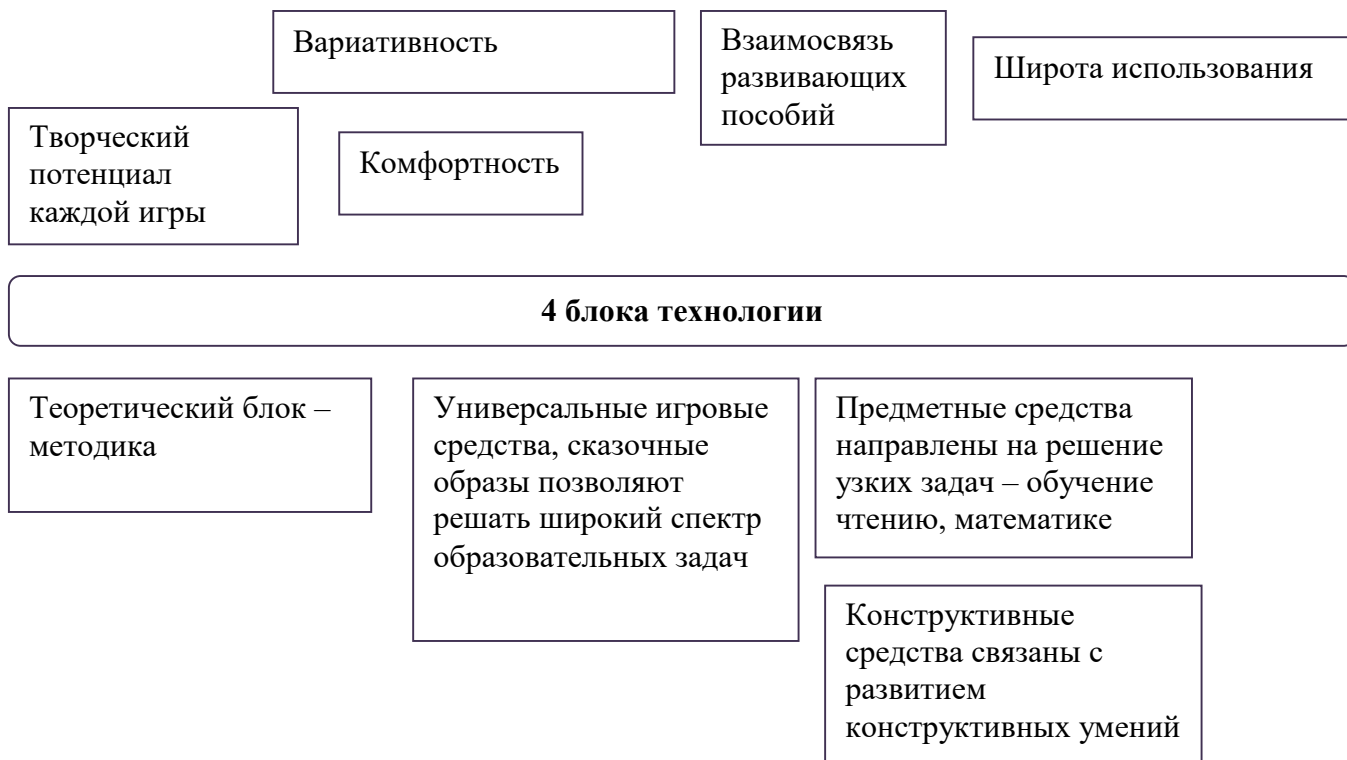 Вариативность
Взаимосвязь
развивающих
пособий
Широта использования
Творческий
потенциал
каждой игры
Комфортность
4 блока технологии
Теоретический блок –
методика
Универсальные игровые
средства, сказочные
образы позволяют
решать широкий спектр
образовательных задач
Предметные средства
направлены на решение
узких задач – обучение
чтению, математике
Конструктивные
средства связаны с
развитием
конструктивных умений